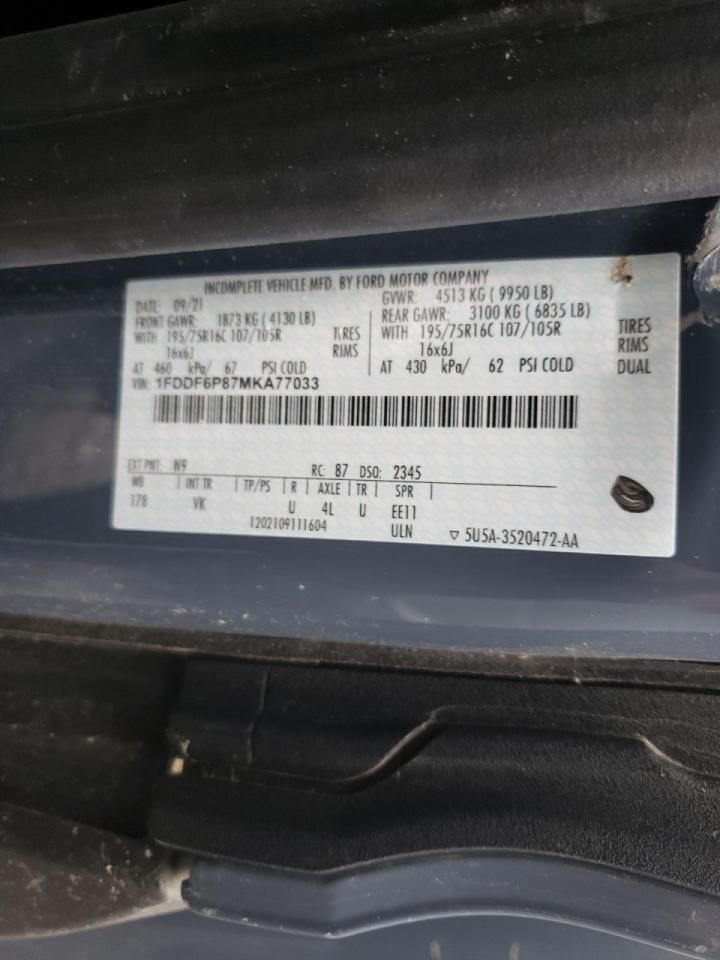 INCOMPLETE VEHICLE MFD. BY FORD MOTOR COMPANY
DATE: 09/21 GVWR: 4513 KG ( 9950 LB)
FRONT GAWR: 1873 KG ( 4130 LB) REAR GAWR: 3100 KG ( 6835 LB)
WITH 195/75R16C 107/105R TIRES WITH 195/75R16C 107/105R TIRES
16x6J RIMS 16x6J RIMS
AT 460 kPa/ 67 PSI COLD AT 430 kPa/ 62 PSI COLD DUAL
VIN: 1FDDF6P87MKA77033
EXT PNT: N9 RC: 87 DSO: 2345
WB INT TR TP/PS R AXLE TR SPR
178 VK U 4L U EE11
1202109111604 ULN ▽ 5U5A-3520472-AA